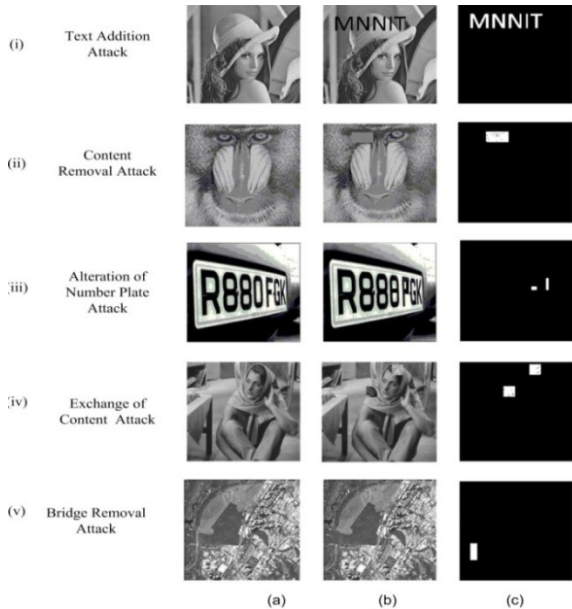 (i)
Text Addition
Attack
MNNIT
MNNIT
(ii)
Content
Removal Attack
(iii)
Alteration of
Number Plate
Attack
R880 FGK
R888 PGK
(iv)
Exchange of
Content Attack
(v)
Bridge Removal
Attack
(a)
(b)
(c)